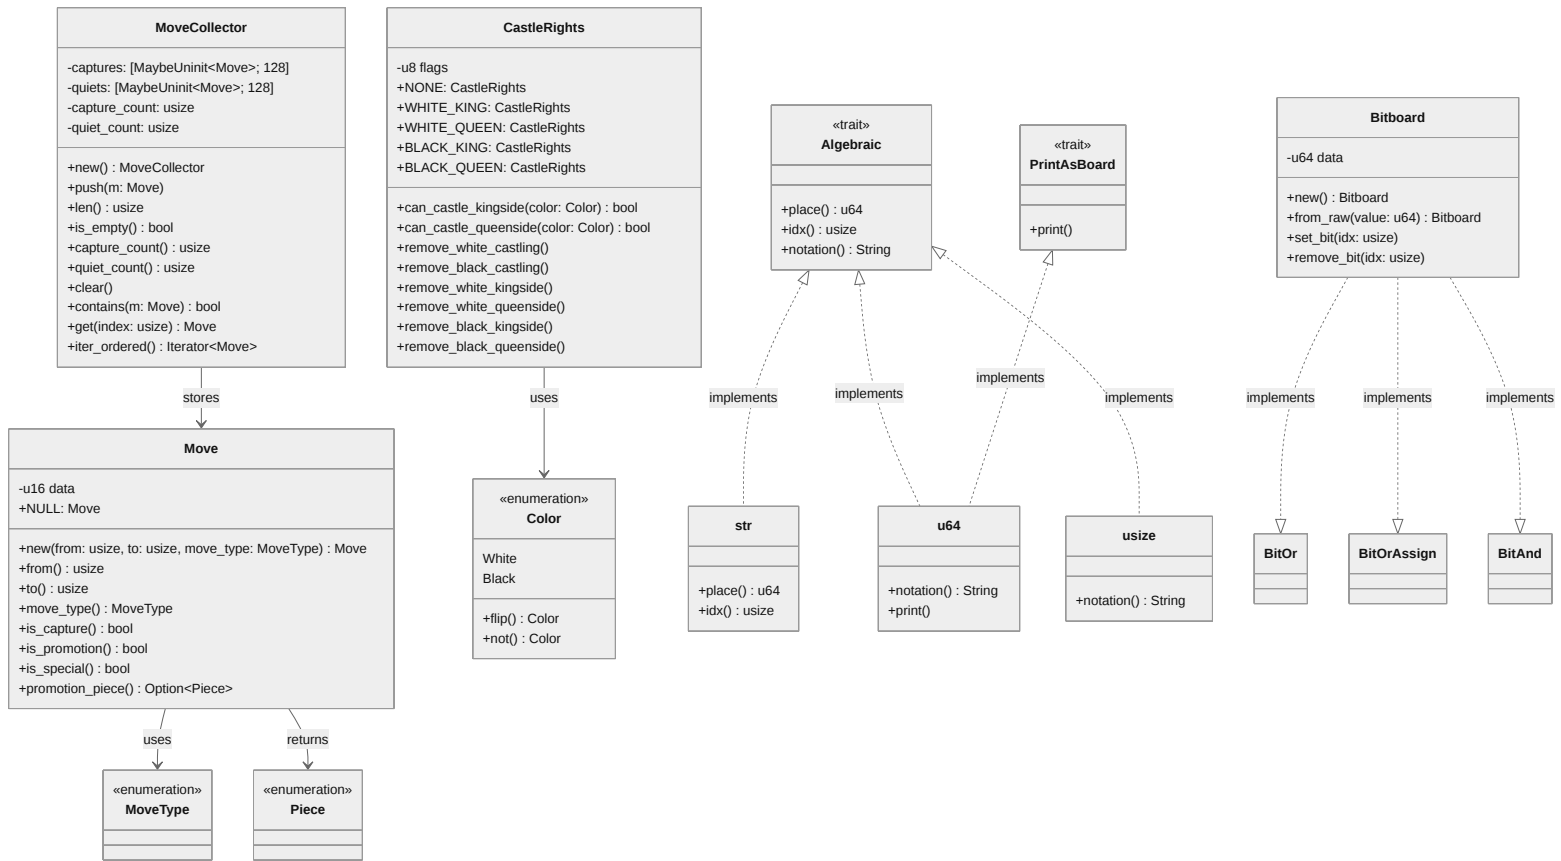 MoveCollector
-captures: [MaybeUninit<Move>; 128]
-quiets: [MaybeUninit<Move>; 128]
-capture_count: usize
-quiet_count: usize
+new() : MoveCollector
+push(m: Move)
+len() : usize
+is_empty() : bool
+capture_count() : usize
+quiet_count() : usize
+clear()
+contains(m: Move) : bool
+get(index: usize) : Move
+iter_ordered() : Iterator<Move>
CastleRights
-u8 flags
+NONE: CastleRights
+WHITE_KING: CastleRights
+WHITE_QUEEN: CastleRights
+BLACK_KING: CastleRights
+BLACK_QUEEN: CastleRights
+can_castle_kingside(color: Color) : bool
+can_castle_queenside(color: Color) : bool
+remove_white_castling()
+remove_black_castling()
+remove_white_kingside()
+remove_white_queenside()
+remove_black_kingside()
+remove_black_queenside()
«trait»
Algebraic
+place() : u64
+idx() : usize
+notation() : String
«trait»
PrintAsBoard
+print()
Bitboard
-u64 data
+new() : Bitboard
+from_raw(value: u64) : Bitboard
+set_bit(idx: usize)
+remove_bit(idx: usize)
stores
uses
implements
implements
implements
implements
implements
implements
implements
Move
-u16 data
+NULL: Move
+new(from: usize, to: usize, move_type: MoveType) : Move
+from() : usize
+to() : usize
+move_type() : MoveType
+is_capture() : bool
+is_promotion() : bool
+is_special() : bool
+promotion_piece() : Option<Piece>
«enumeration»
Color
White
Black
+flip() : Color
+not() : Color
str
+place() : u64
+idx() : usize
u64
+notation() : String
+print()
usize
+notation() : String
BitOr
BitOrAssign
BitAnd
uses
returns
«enumeration»
MoveType
«enumeration»
Piece